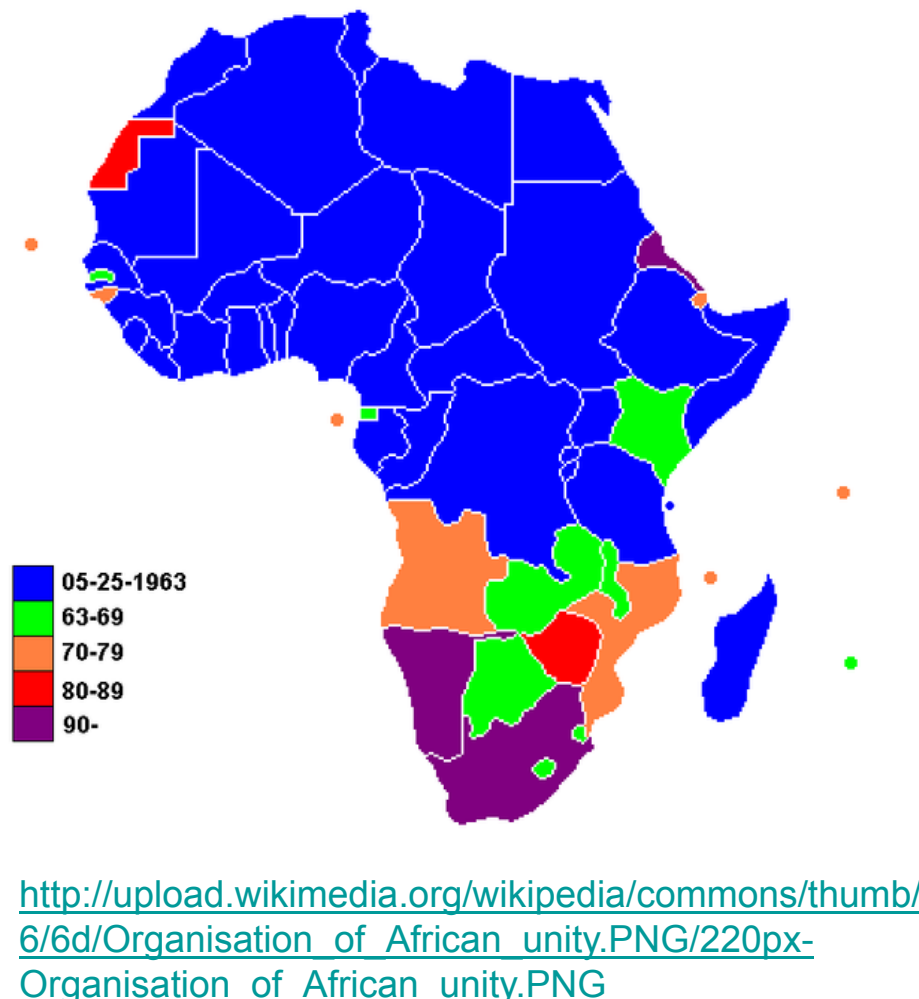 05-25-1963
63-69
70-79
80-89
90-
http://upload.wikimedia.org/wikipedia/commons/thumb/
6/6d/Organisation_of_African_unity.PNG/220px-
Organisation_of_African_unity.PNG